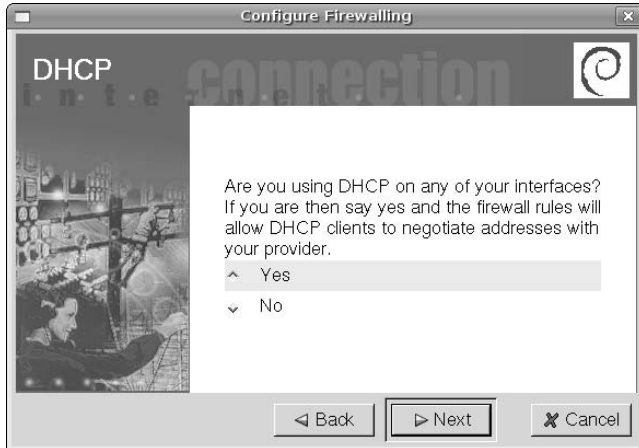 Configure Firewalling
DHCP
connection
i n t e r n e t
Are you using DHCP on any of your interfaces?
If you are then say yes and the firewall rules will
allow DHCP clients to negotiate addresses with
your provider.
Yes
No
Back
Next
Cancel